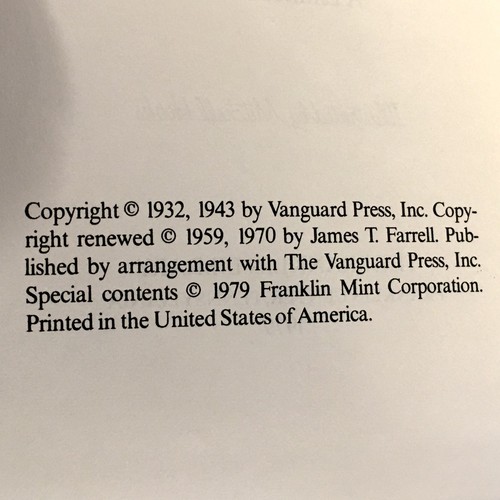 Copyright © 1932, 1943 by Vanguard Press, Inc. Copy-
right renewed © 1959, 1970 by James T. Farrell. Pub-
lished by arrangement with The Vanguard Press, Inc.
Special contents © 1979 Franklin Mint Corporation.
Printed in the United States of America.